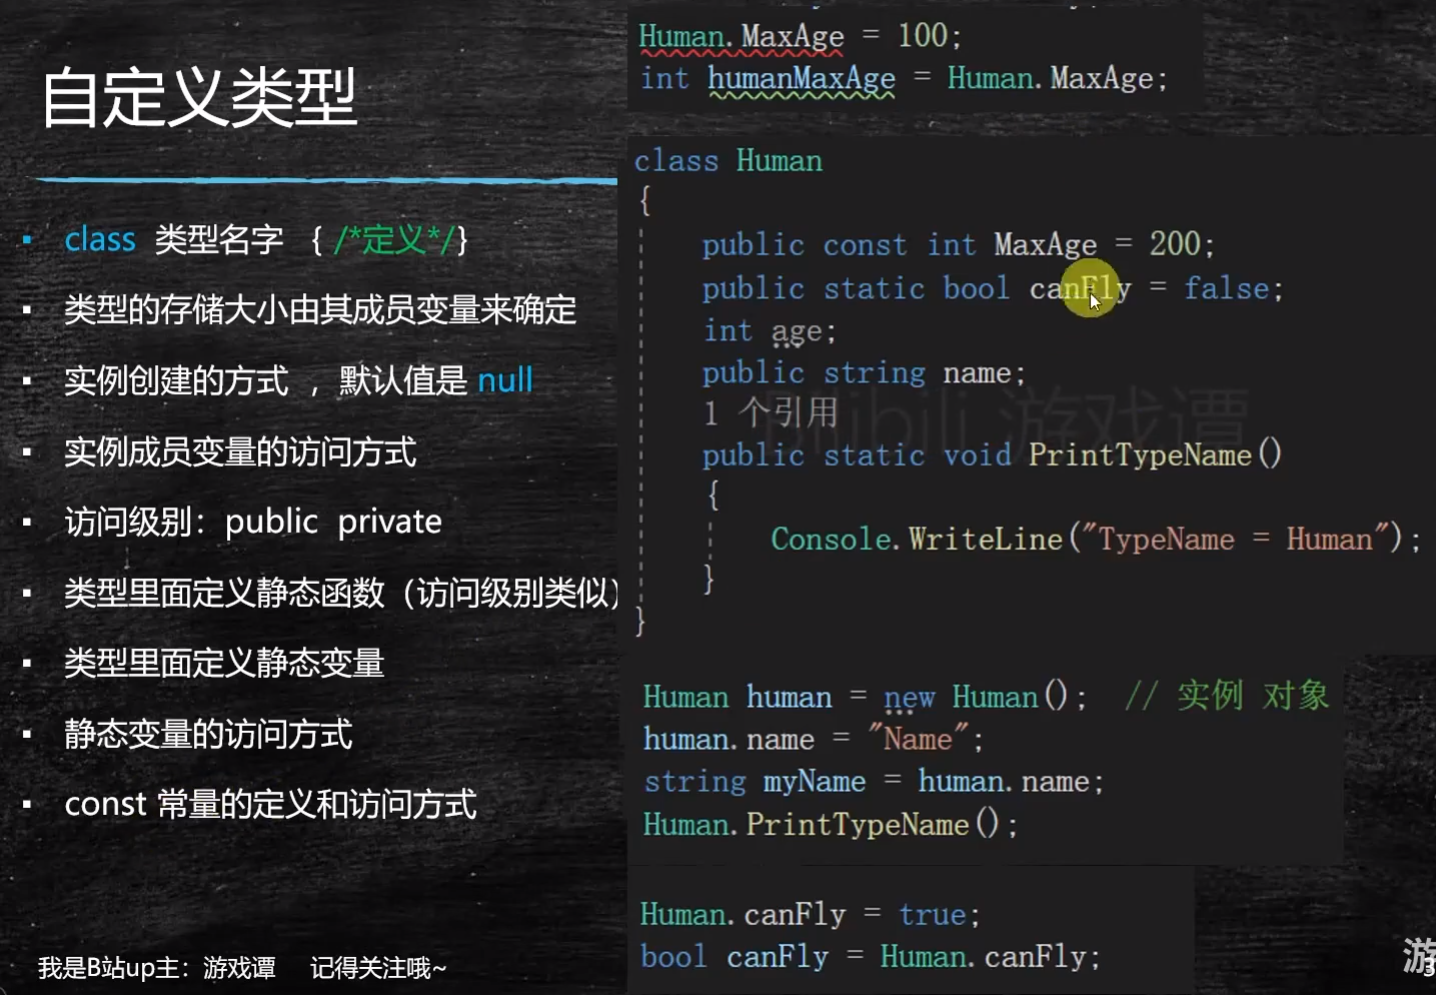 自定义类型
▪ class 类型名字 { /*定义*/}
▪ 类型的存储大小由其成员变量来确定
▪ 实例创建的方式 ，默认值是 null
▪ 实例成员变量的访问方式
▪ 访问级别：public private
▪ 类型里面定义静态函数（访问级别类似）
▪ 类型里面定义静态变量
▪ 静态变量的访问方式
▪ const 常量的定义和访问方式
我是B站up主：游戏谭 记得关注哦~
Human.MaxAge = 100;
int humanMaxAge = Human.MaxAge;
class Human
{
public const int MaxAge = 200;
public static bool canFly = false;
int age;
public string name;
1 个引用
public static void PrintTypeName()
{
Console.WriteLine("TypeName = Human");
}
}
Human human = new Human(); // 实例 对象
human.name = "Name";
string myName = human.name;
Human.PrintTypeName();
Human.canFly = true;
bool canFly = Human.canFly;
bilibili 游戏谭
游
3